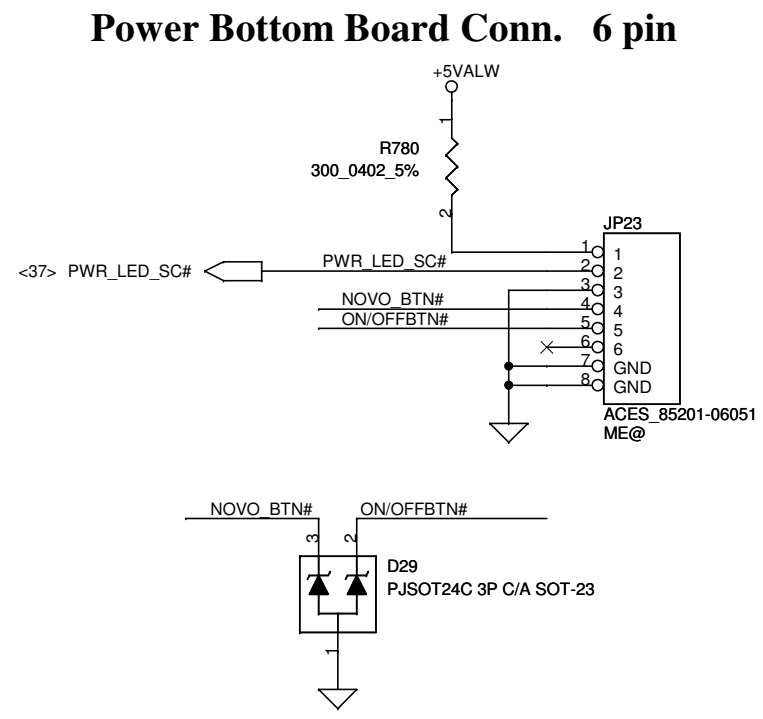 Power Bottom Board Conn. 6 pin
+5VALW
1
R780
300_0402_5%
2
JP23
<37> PWR_LED_SC#
PWR_LED_SC#
NOVO_BTN#
ON/OFFBTN#
1 1
2 2
3 3
4 4
5 5
6 6
7 GND
8 GND
ACES_85201-06051
ME@
NOVO_BTN# ON/OFFBTN#
3 2
D29
PJSOT24C 3P C/A SOT-23
1